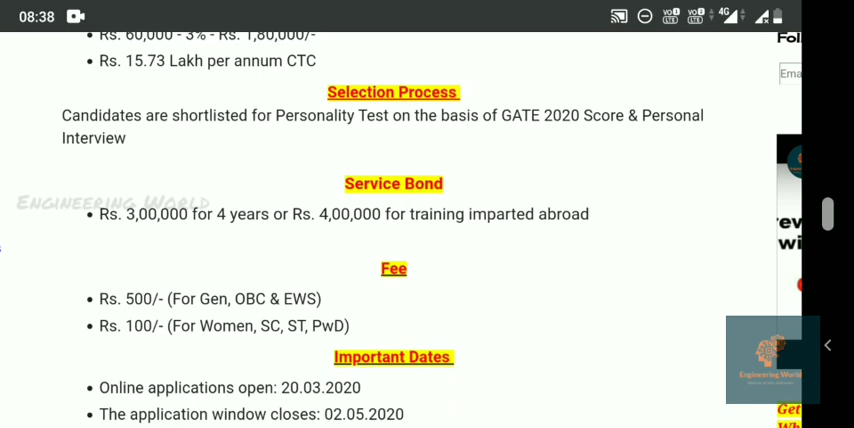 08:38
4G
Rs. 60,000 - 3% - Rs. 1,80,000/-
Rs. 15.73 Lakh per annum CTC
Selection Process
Candidates are shortlisted for Personality Test on the basis of GATE 2020 Score & Personal
Interview
Service Bond
ENGINEERING WORLD
Rs. 3,00,000 for 4 years or Rs. 4,00,000 for training imparted abroad
Fee
Rs. 500/- (For Gen, OBC & EWS)
Rs. 100/- (For Women, SC, ST, PwD)
Important Dates
Online applications open: 20.03.2020
The application window closes: 02.05.2020
Fol
Ema
Engineering World
Get